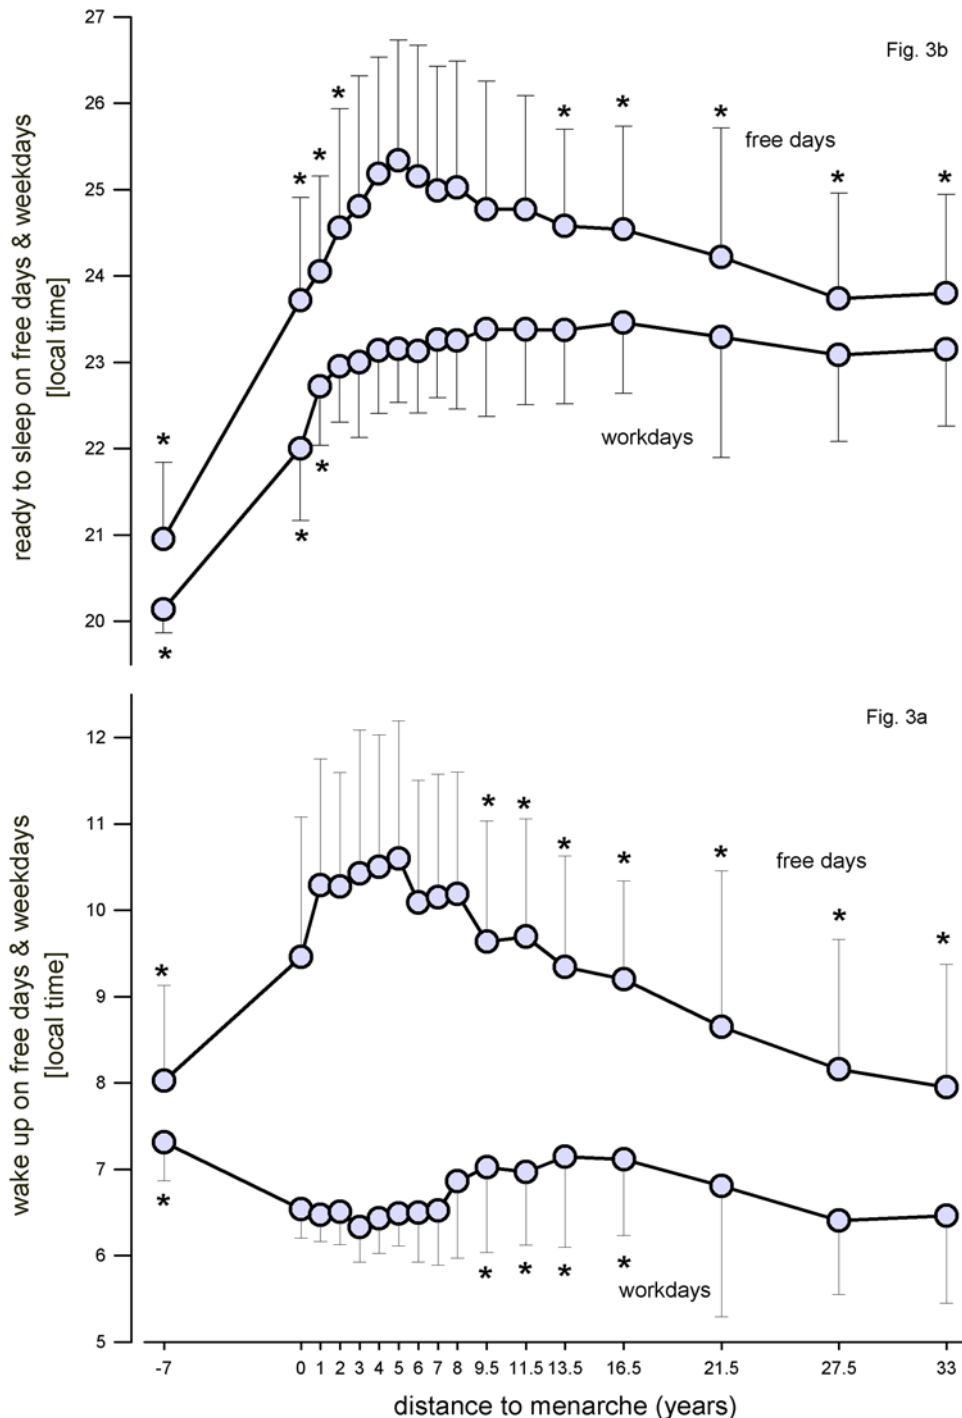 27
Fig. 3b
26
free days
25
24
23
workdays
22
21
20
ready to sleep on free days & weekdays
[local time]
* * * * * * * * *
* * *
Fig. 3a
12
11
free days
10
9
8
7
6
workdays
5
wake up on free days & weekdays
[local time]
* * * * * * * *
* * * * *
-7 0 1 2 3 4 5 6 7 8 9.5 11.5 13.5 16.5 21.5 27.5 33
distance to menarche (years)